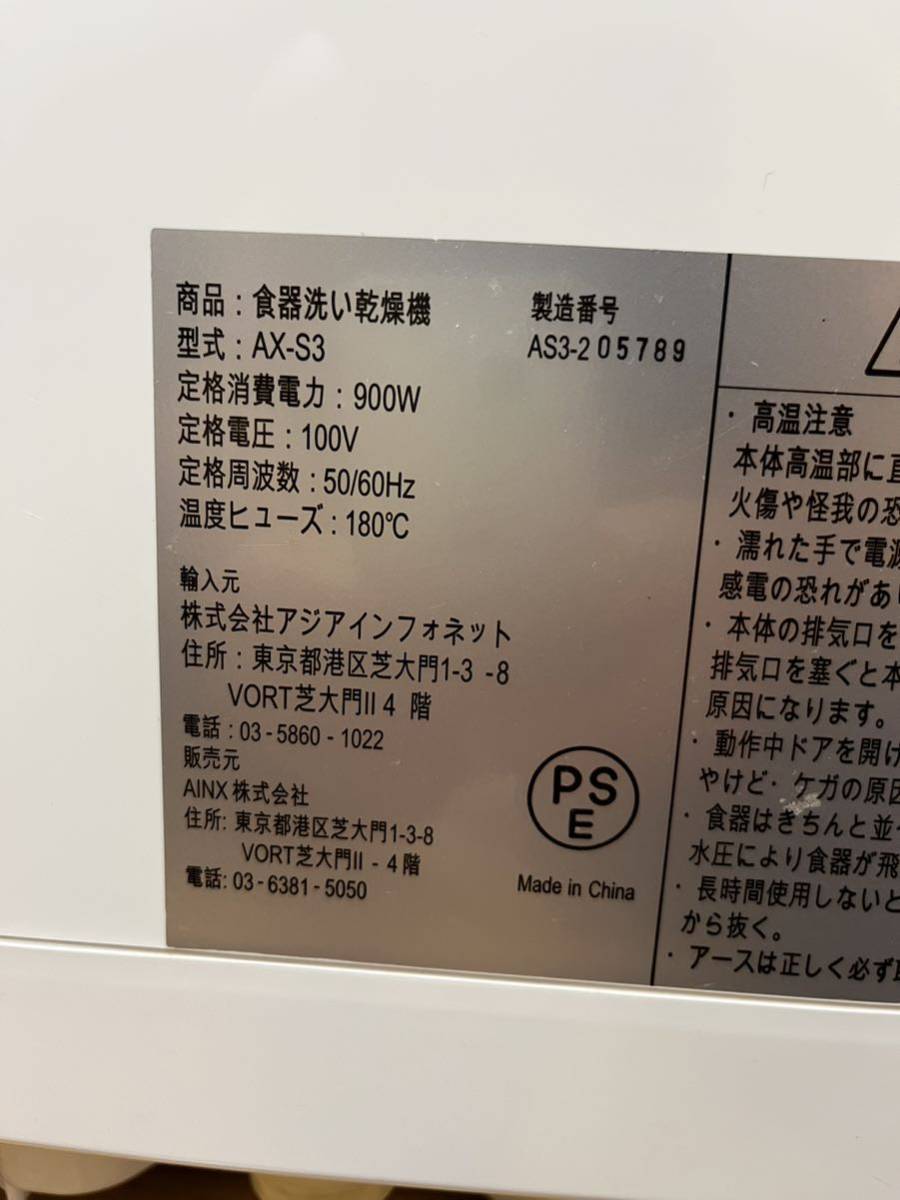 商品 : 食器洗い乾燥機
型式 : AX-S3
定格消費電力 : 900W
定格電圧 : 100V
定格周波数 : 50/60Hz
温度ヒューズ : 180℃
製造番号
AS3-2 05789
輸入元
株式会社アジアインフォネット
住所 : 東京都港区芝大門1-3 -8
VORT芝大門II 4 階
電話 : 03-5860-1022
販売元
AINX 株式会社
住所: 東京都港区芝大門1-3-8
VORT芝大門II - 4 階
電話: 03-6381-5050
PS
E
Made in China
・高温注意
本体高温部に直
火傷や怪我の恐
・濡れた手で電源
感電の恐れがあ
・本体の排気口を
排気口を塞ぐと本
原因になります。
・動作中ドアを開け
やけど・ケガの原因
・食器はきちんと並
水圧により食器が飛
・長時間使用しないと
から抜く。
・アースは正しく必ず